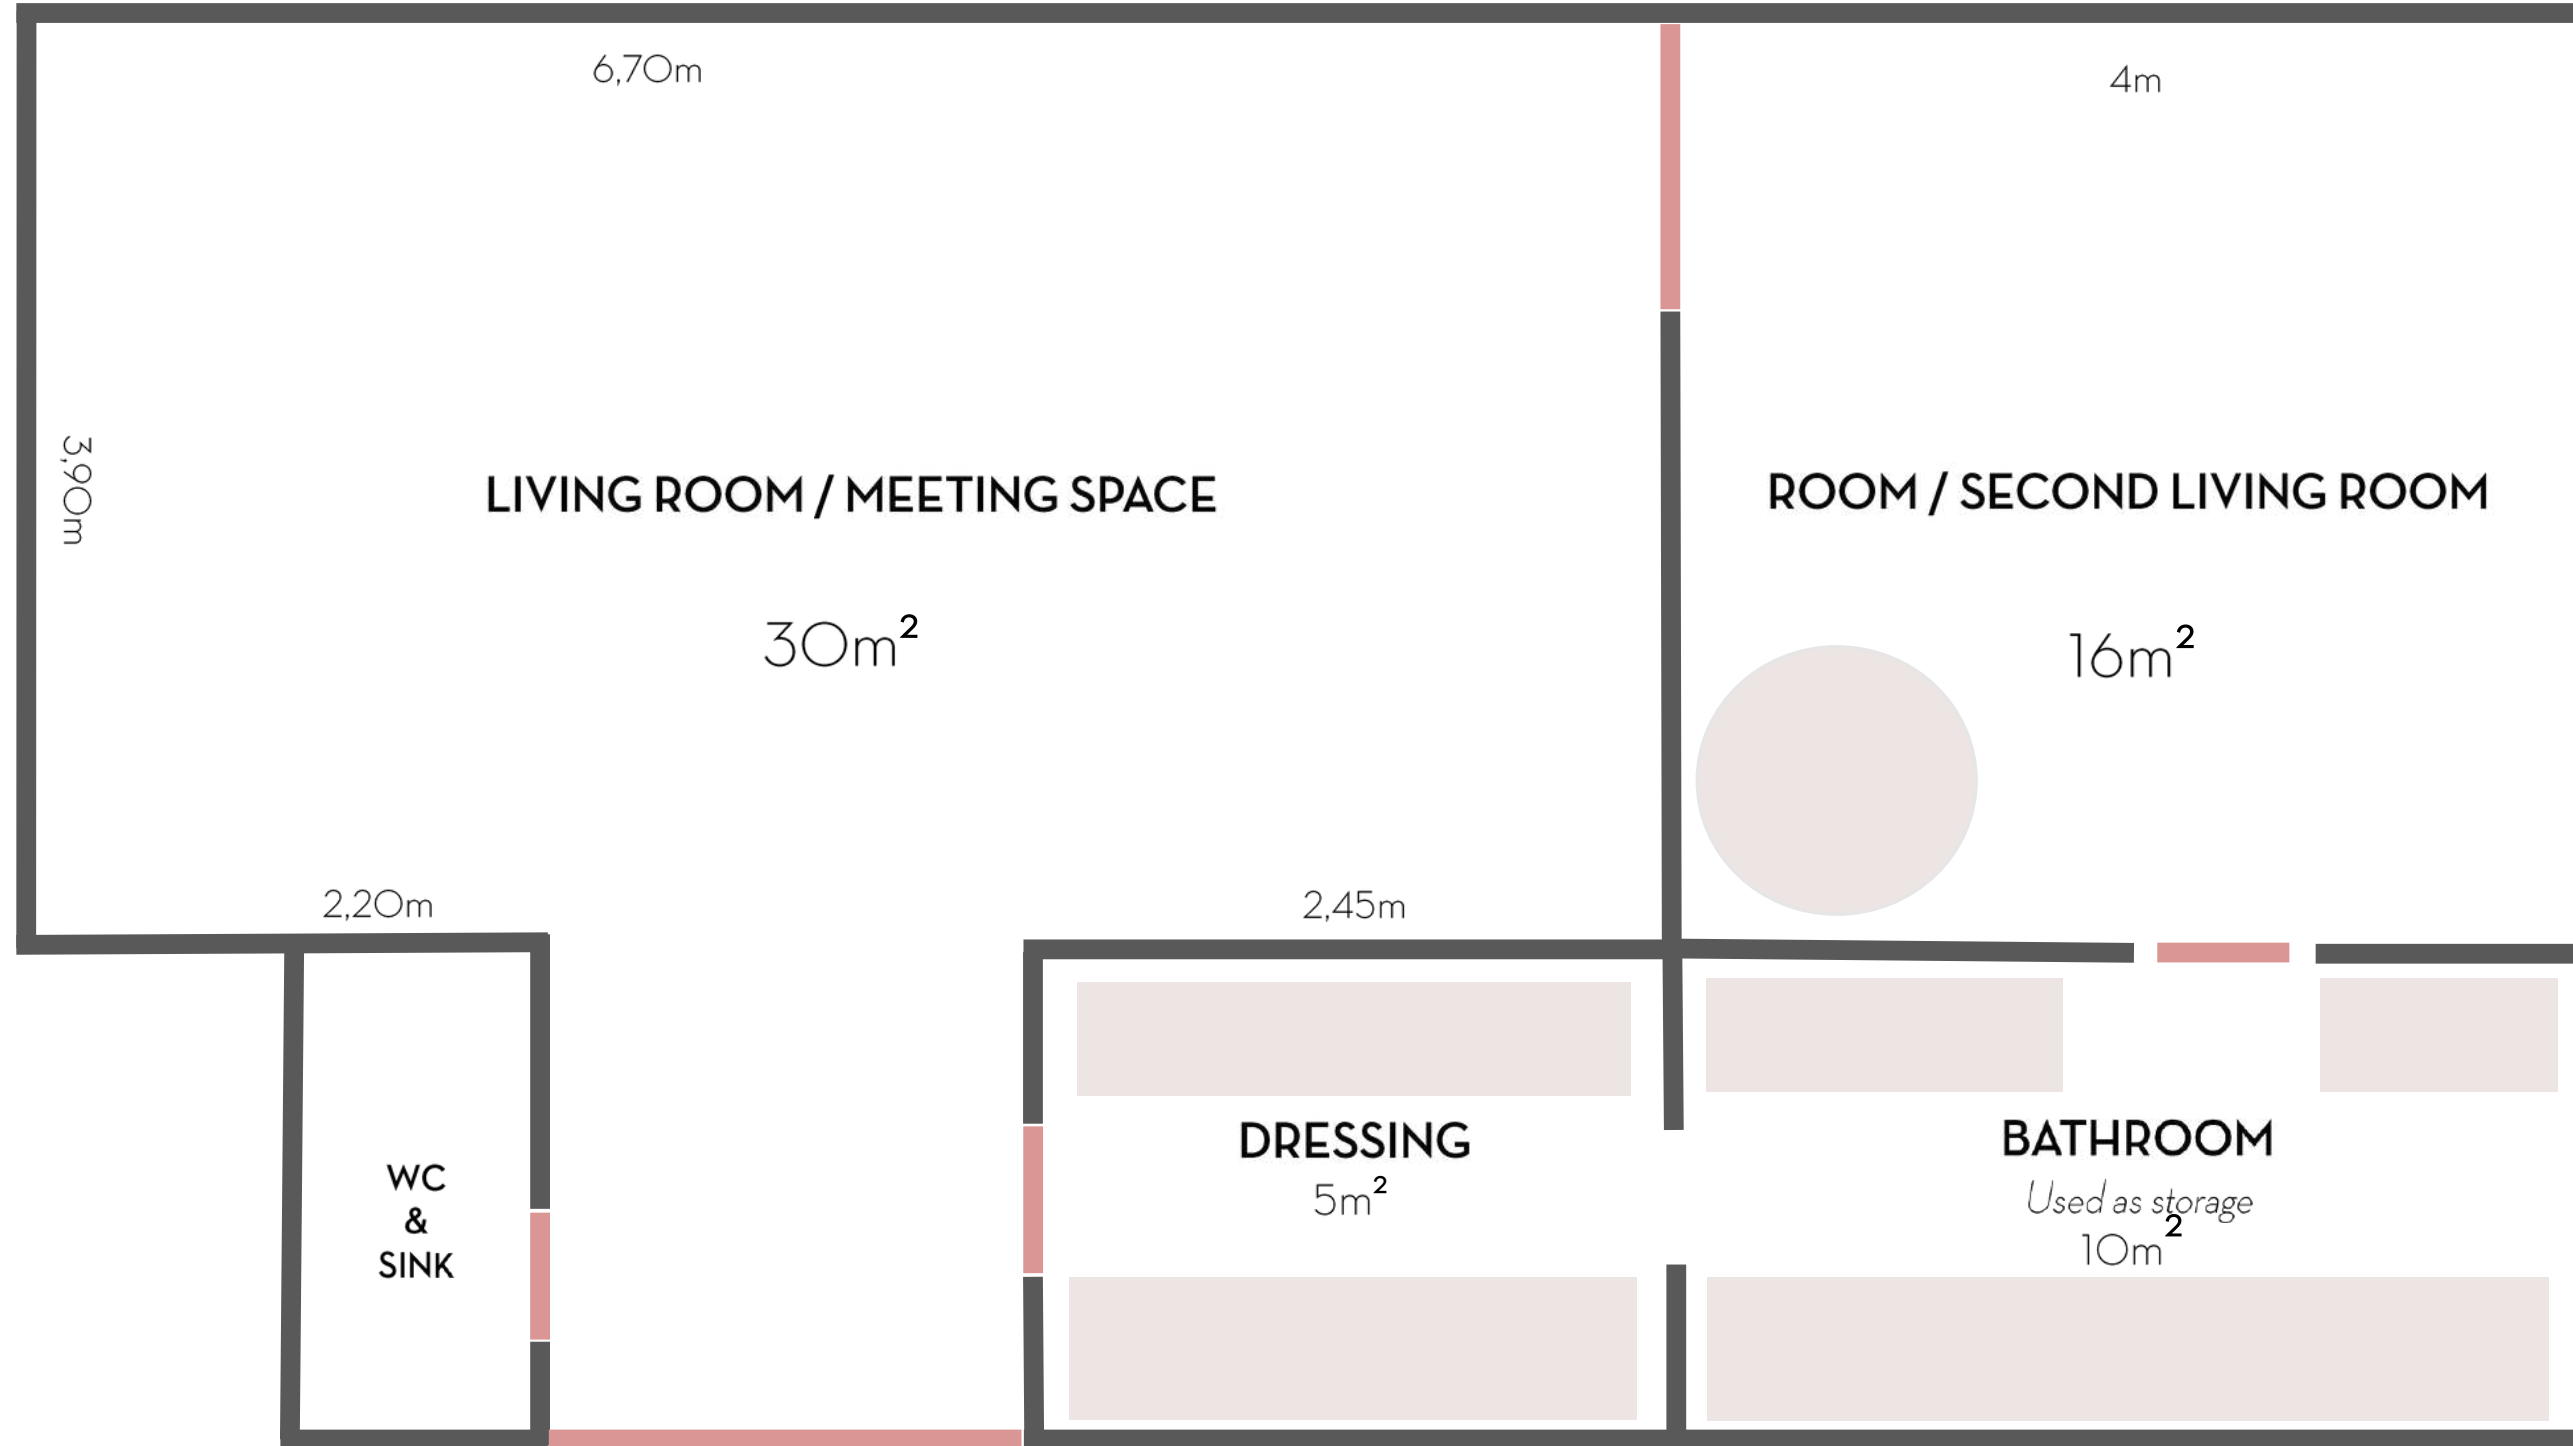 6,70m
4m
3,90m
LIVING ROOM / MEETING SPACE
30m²
ROOM / SECOND LIVING ROOM
16m²
2,20m
2,45m
WC
&
SINK
DRESSING
5m²
BATHROOM
Used as storage
10m²